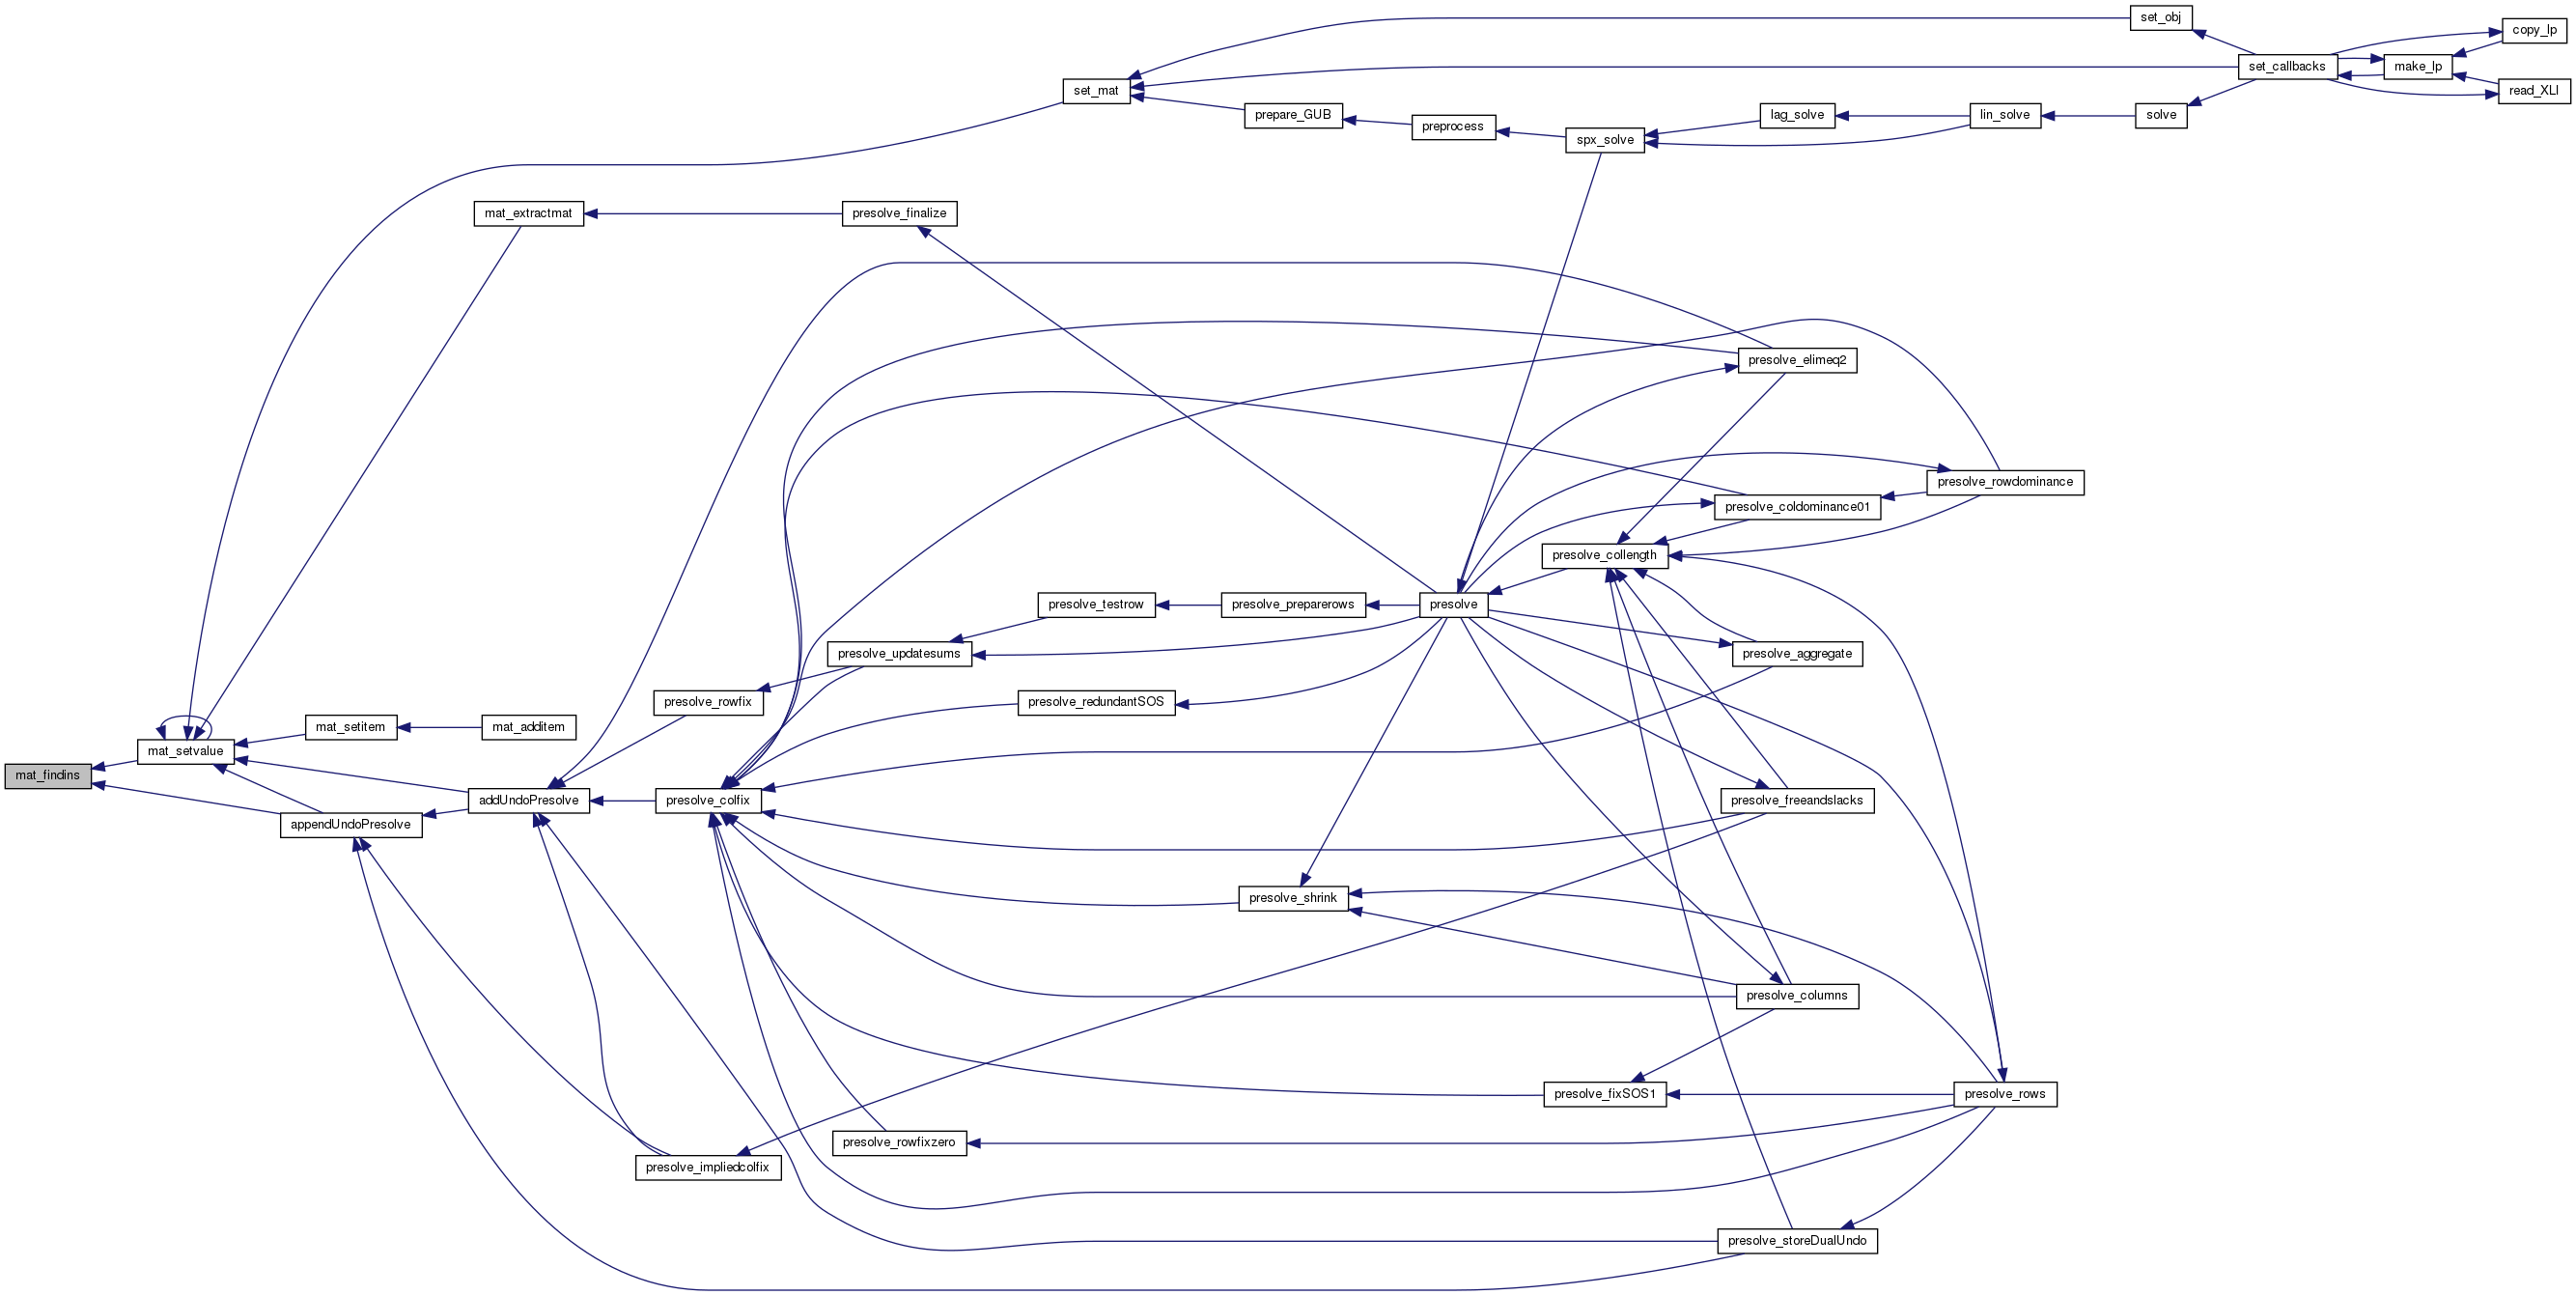 set_obj
copy_lp
set_callbacks
make_lp
set_mat
read_XLI
prepare_GUB
lag_solve
lin_solve
solve
preprocess
spx_solve
mat_extractmat
presolve_finalize
presolve_elimeq2
presolve_rowdominance
presolve_coldominance01
presolve_collength
presolve_testrow
presolve_preparerows
presolve
presolve_updatesums
presolve_aggregate
presolve_rowfix
presolve_redundantSOS
mat_setitem
mat_additem
mat_setvalue
mat_findins
addUndoPresolve
presolve_colfix
presolve_freeandslacks
appendUndoPresolve
presolve_shrink
presolve_columns
presolve_fixSOS1
presolve_rows
presolve_rowfixzero
presolve_impliedcolfix
presolve_storeDualUndo